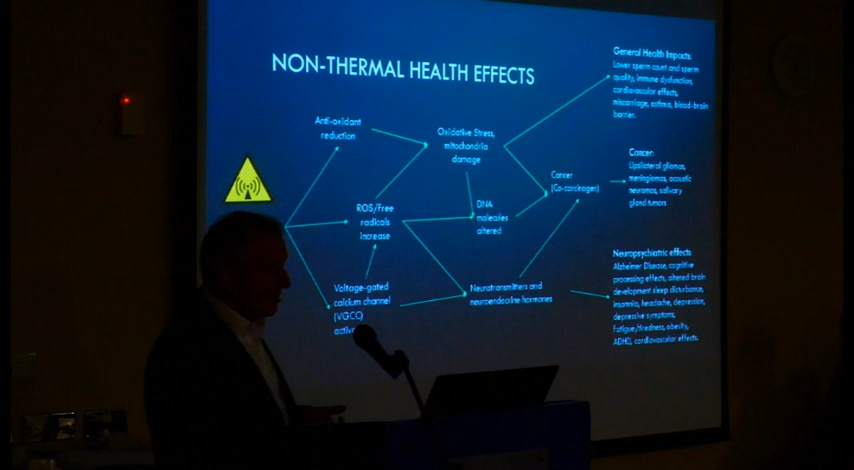 NON-THERMAL HEALTH EFFECTS
Anti-oxidant
reduction
ROS/Free
radicals
increase
Voltage-gated
calcium channel
(VGCC)
Oxidative Stress,
mitochondria
damage
DNA
molecules
altered
Neurotransmitters and
neuroendocrine hormones
Cancer
(Co-carcinogen)
General Health Impacts:
Lower sperm count and sperm
quality, immune dysfunction,
cardiovascular effects,
miscarriage, asthma, blood-brain
barrier.
Cancer:
Ipsilateral gliomas,
meningiomas, acoustic
neuromas, salivary
gland tumors
Neuropsychiatric effects:
Alzheimer Disease, cognitive
processing effects, altered brain
development sleep disturbance,
insomnia, headache, depression,
depressive symptoms,
fatigue/tiredness, obesity,
ADHD, cardiovascular effects.